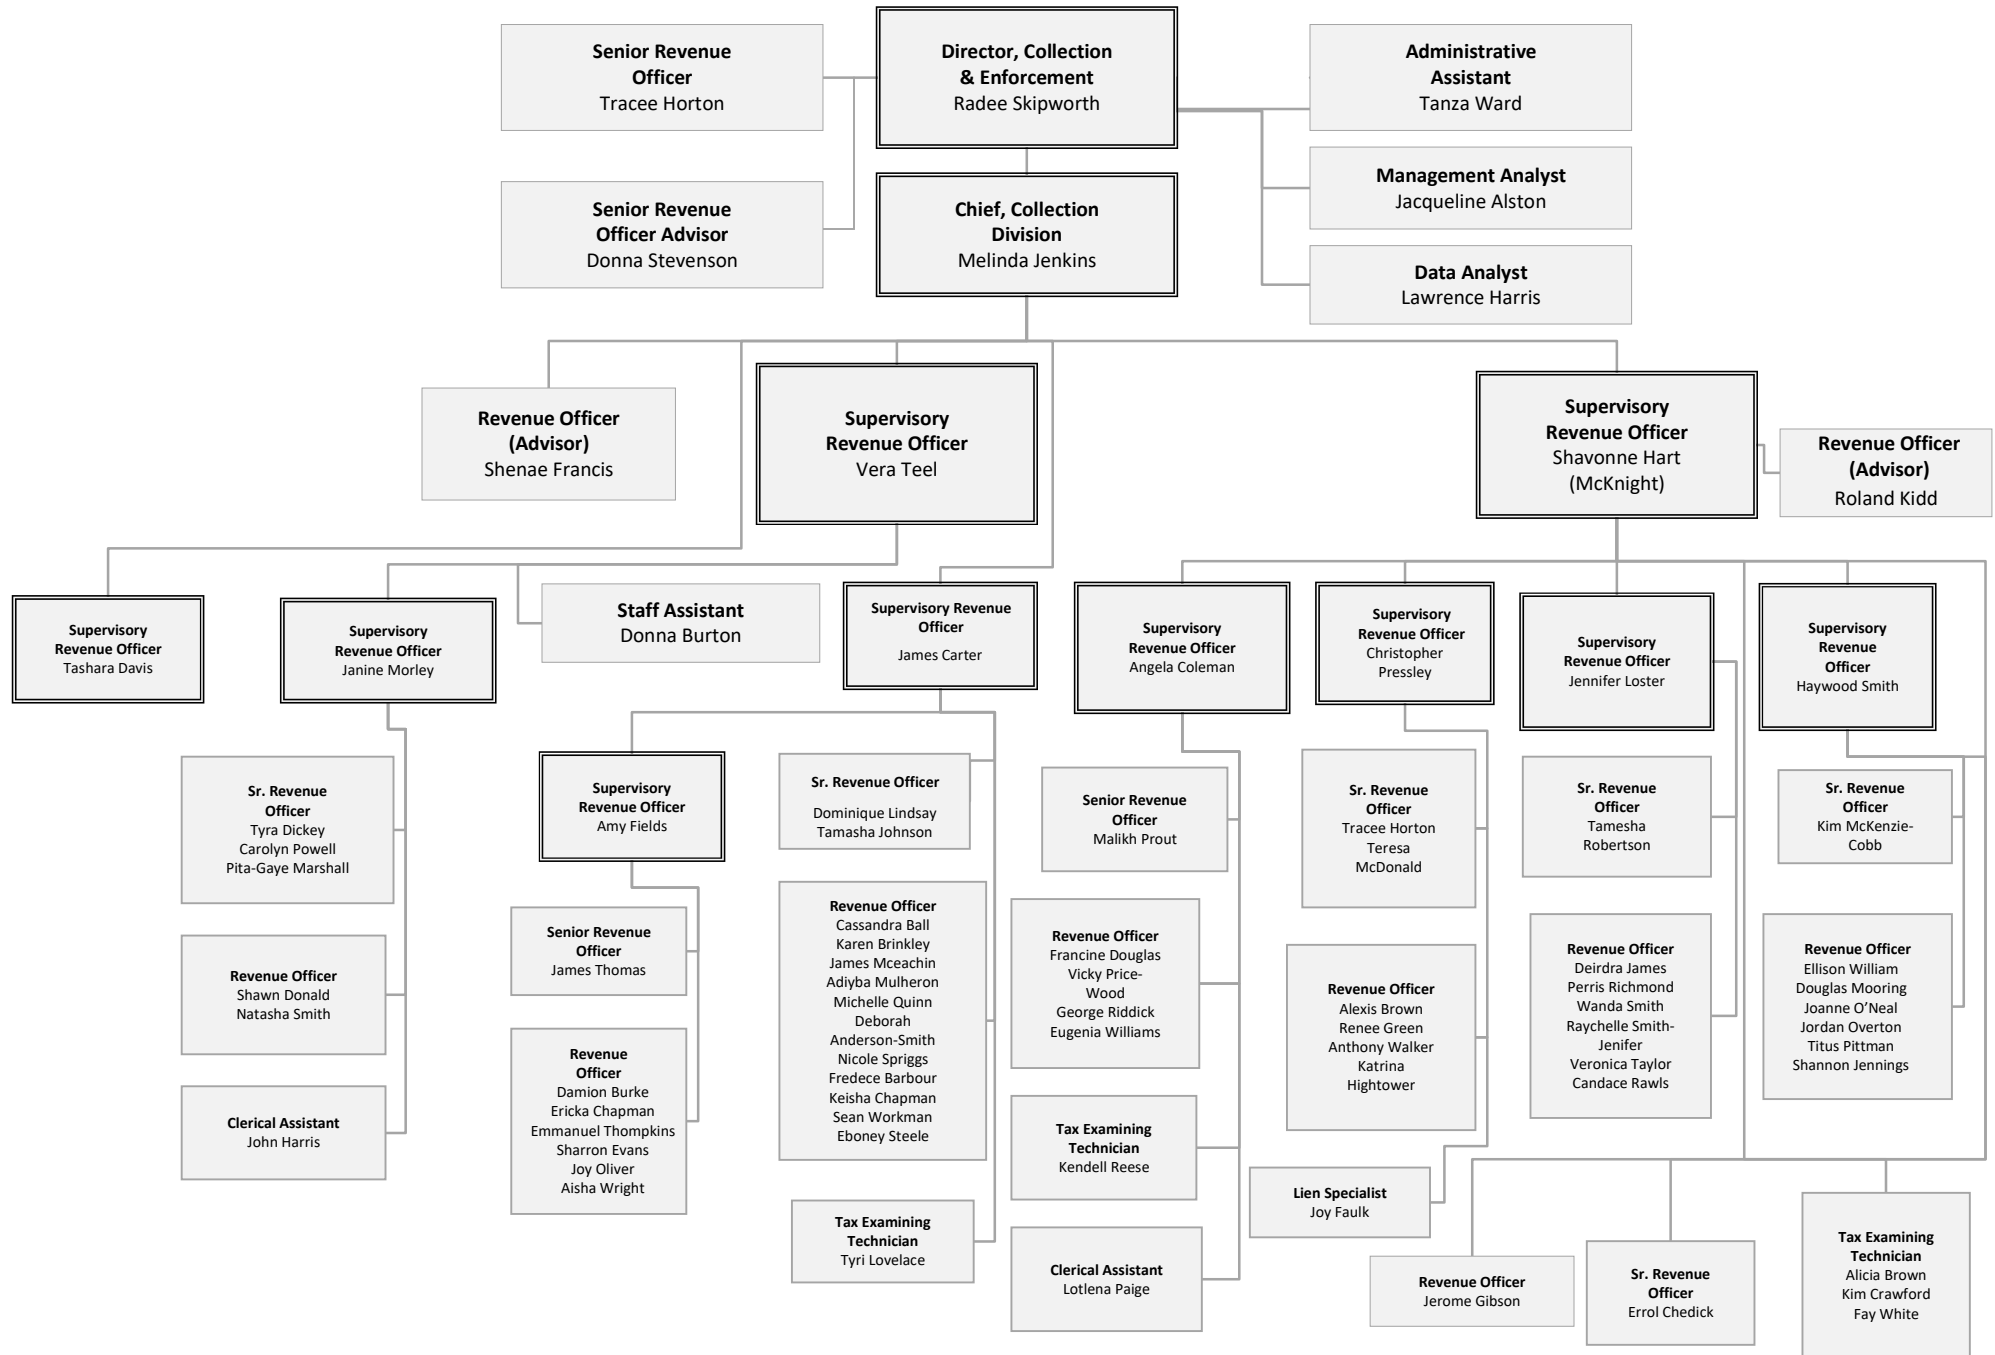 Senior Revenue
Officer
Tracee Horton
Director, Collection
& Enforcement
Radee Skipworth
Administrative
Assistant
Tanza Ward
Management Analyst
Jacqueline Alston
Senior Revenue
Officer Advisor
Donna Stevenson
Chief, Collection
Division
Melinda Jenkins
Data Analyst
Lawrence Harris
Revenue Officer
(Advisor)
Shenae Francis
Supervisory
Revenue Officer
Vera Teel
Supervisory
Revenue Officer
Shavonne Hart
(McKnight)
Revenue Officer
(Advisor)
Roland Kidd
Supervisory
Revenue Officer
Tashara Davis
Supervisory
Revenue Officer
Janine Morley
Staff Assistant
Donna Burton
Supervisory Revenue
Officer
James Carter
Supervisory
Revenue Officer
Angela Coleman
Supervisory
Revenue Officer
Christopher
Pressley
Supervisory
Revenue Officer
Jennifer Loster
Supervisory
Revenue
Officer
Haywood Smith
Sr. Revenue
Officer
Tyra Dickey
Carolyn Powell
Pita-Gaye Marshall
Revenue Officer
Shawn Donald
Natasha Smith
Clerical Assistant
John Harris
Supervisory
Revenue Officer
Amy Fields
Senior Revenue
Officer
James Thomas
Revenue
Officer
Damion Burke
Ericka Chapman
Emmanuel Thompkins
Sharron Evans
Joy Oliver
Aisha Wright
Sr. Revenue Officer
Dominique Lindsay
Tamasha Johnson
Revenue Officer
Cassandra Ball
Karen Brinkley
James Mceachin
Adiyba Mulheron
Michelle Quinn
Deborah
Anderson-Smith
Nicole Spriggs
Fredece Barbour
Keisha Chapman
Sean Workman
Eboney Steele
Tax Examining
Technician
Tyri Lovelace
Senior Revenue
Officer
Malikh Prout
Revenue Officer
Francine Douglas
Vicky Price-
Wood
George Riddick
Eugenia Williams
Tax Examining
Technician
Kendell Reese
Clerical Assistant
Lotlena Paige
Sr. Revenue
Officer
Tracee Horton
Teresa
McDonald
Revenue Officer
Alexis Brown
Renee Green
Anthony Walker
Katrina
Hightower
Lien Specialist
Joy Faulk
Sr. Revenue
Officer
Tamesha
Robertson
Revenue Officer
Deirdra James
Perris Richmond
Wanda Smith
Raychelle Smith-
Jenifer
Veronica Taylor
Candace Rawls
Sr. Revenue
Officer
Kim McKenzie-
Cobb
Revenue Officer
Ellison William
Douglas Mooring
Joanne O’Neal
Jordan Overton
Titus Pittman
Shannon Jennings
Revenue Officer
Jerome Gibson
Sr. Revenue
Officer
Errol Chedick
Tax Examining
Technician
Alicia Brown
Kim Crawford
Fay White